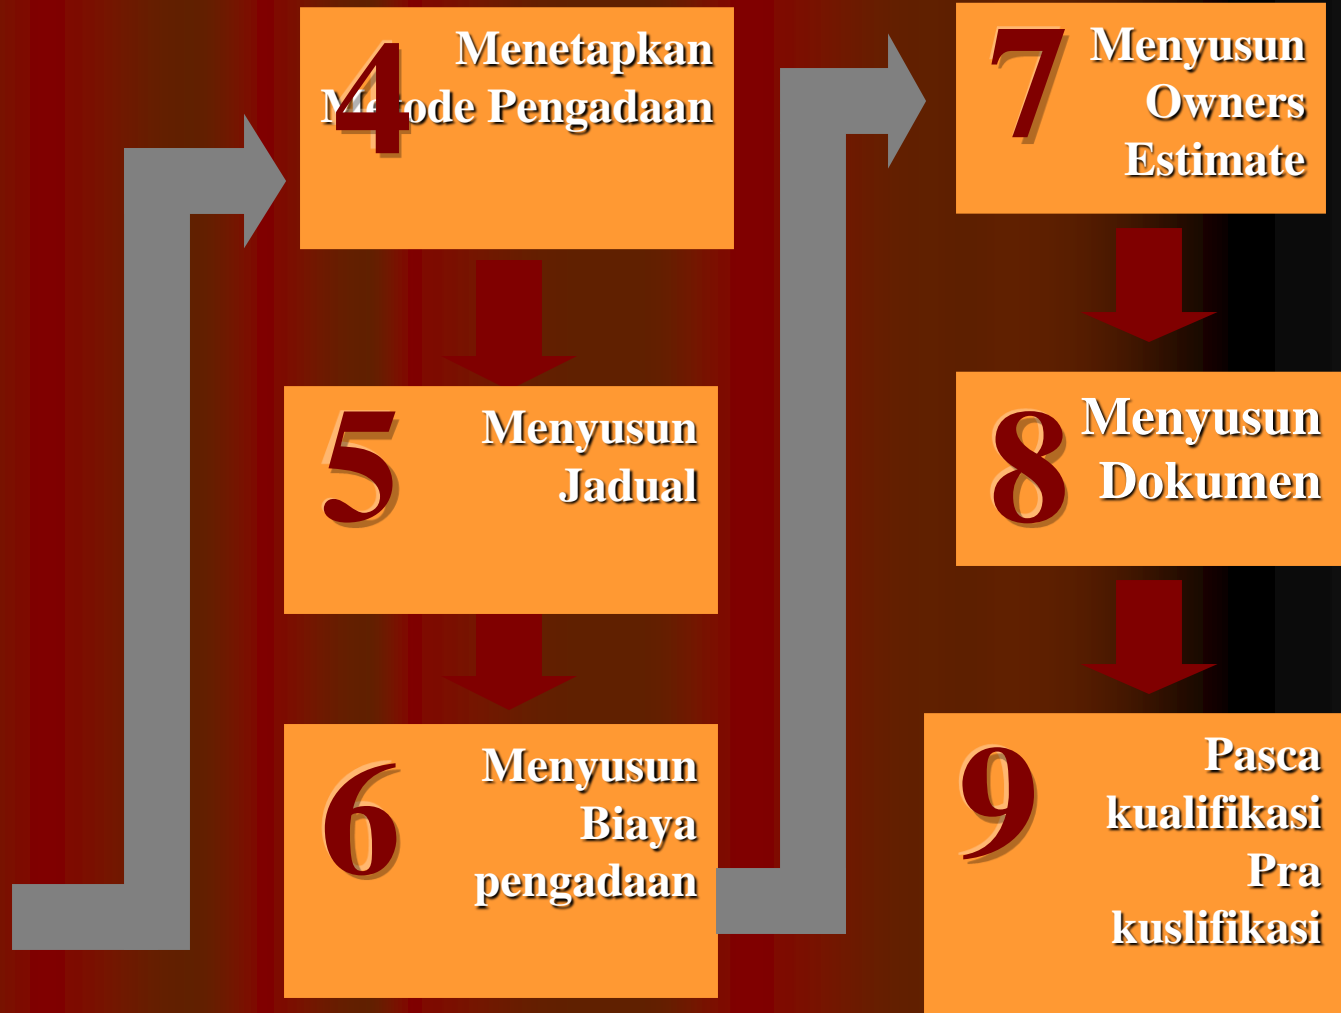 4
Menetapkan
Metode Pengadaan
5
Menyusun
Jadual
6
Menyusun
Biaya
pengadaan
7
Menyusun
Owners
Estimate
8
Menyusun
Dokumen
9
Pasca
kualifikasi
Pra
kuslifikasi